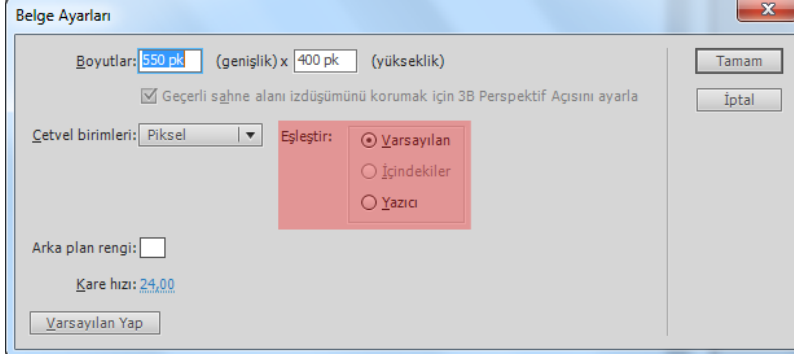 Belge Ayarları
x
Boyutlar: 550 pk (genişlik) x 400 pk (yükseklik)
Tamam
Geçerli sahne alanı izdüşümünü korumak için 3B Perspektif Açısını ayarla
İptal
Cetvel birimleri: Piksel
Eşleştir: Varsayılan
İçindekiler
Yazıcı
Arka plan rengi:
Kare hızı: 24,00
Varsayılan Yap